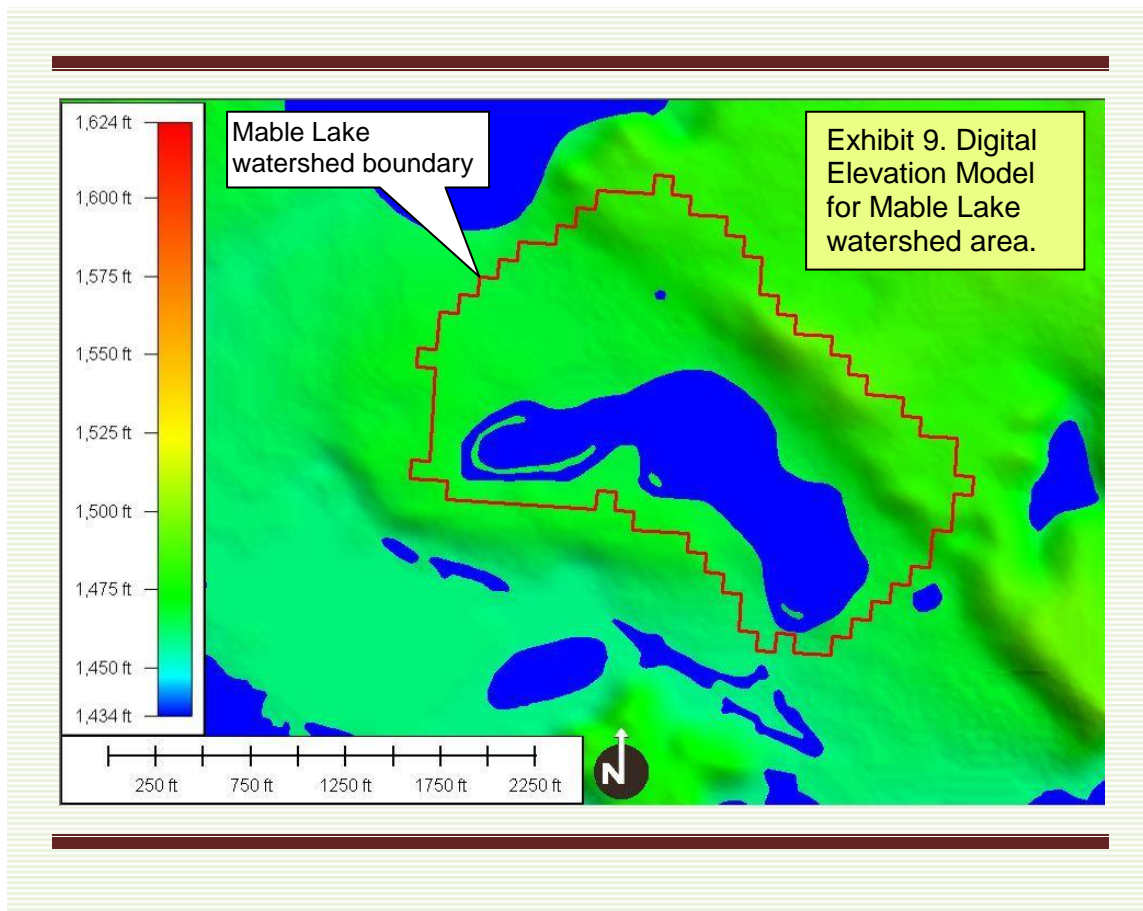 Mable Lake
watershed boundary
Exhibit 9. Digital
Elevation Model
for Mable Lake
watershed area.
1,624 ft
1,600 ft
1,575 ft
1,550 ft
1,525 ft
1,500 ft
1,475 ft
1,450 ft
1,434 ft
250 ft 750 ft 1250 ft 1750 ft 2250 ft
N